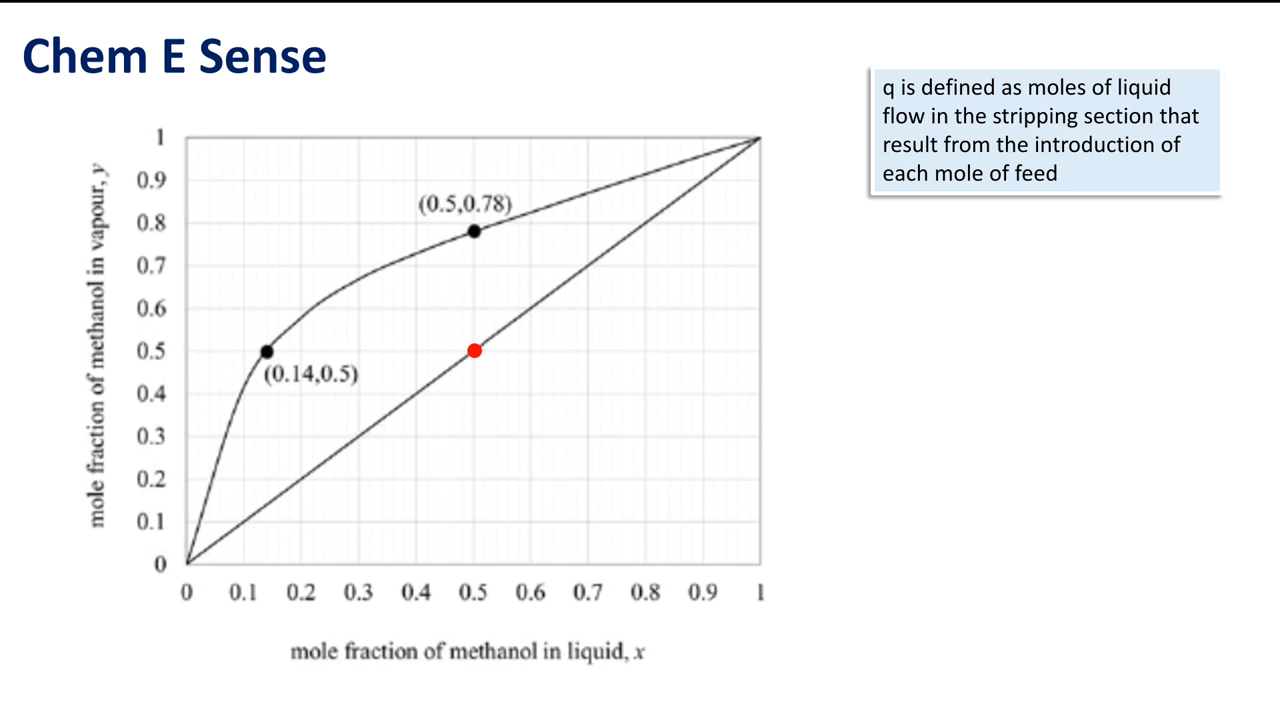 Chem E Sense
q is defined as moles of liquid
flow in the stripping section that
result from the introduction of
each mole of feed
mole fraction of methanol in vapour, y
1
0.9
0.8
0.7
0.6
0.5
0.4
0.3
0.2
0.1
0
(0.5,0.78)
(0.14,0.5)
0 0.1 0.2 0.3 0.4 0.5 0.6 0.7 0.8 0.9 1
mole fraction of methanol in liquid, x